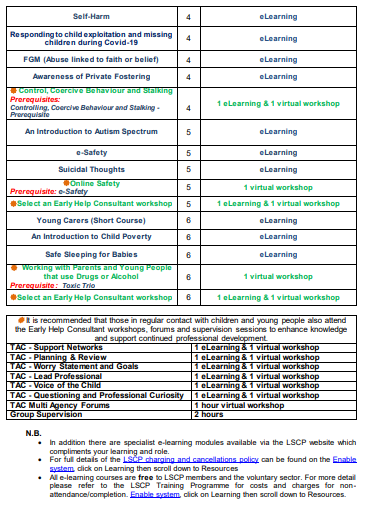 Self-Harm 4 eLearning
Responding to child exploitation and missing
children during Covid-19 4 eLearning
FGM (Abuse linked to faith or belief) 4 eLearning
Awareness of Private Fostering 4 eLearning
Control, Coercive Behaviour and Stalking
Prerequisites:
Controlling, Coercive Behaviour and Stalking -
Prerequisite 4 1 eLearning & 1 virtual workshop
An Introduction to Autism Spectrum 5 eLearning
e-Safety 5 eLearning
Suicidal Thoughts 5 eLearning
Online Safety
Prerequisite: e-Safety 5 1 virtual workshop
Select an Early Help Consultant workshop 5 1 eLearning & 1 virtual workshop
Young Carers (Short Course) 6 eLearning
An Introduction to Child Poverty 6 eLearning
Safe Sleeping for Babies 6 eLearning
Working with Parents and Young People
that use Drugs or Alcohol
Prerequisite: Toxic Trio 6 1 virtual workshop
Select an Early Help Consultant workshop 6 1 eLearning & 1 virtual workshop
It is recommended that those in regular contact with children and young people also attend
the Early Help Consultant workshops, forums and supervision sessions to enhance knowledge
and support continued professional development.
TAC - Support Networks 1 eLearning & 1 virtual workshop
TAC - Planning & Review 1 eLearning & 1 virtual workshop
TAC - Worry Statement and Goals 1 eLearning & 1 virtual workshop
TAC - Lead Professional 1 eLearning & 1 virtual workshop
TAC - Voice of the Child 1 eLearning & 1 virtual workshop
TAC - Questioning and Professional Curiosity 1 eLearning & 1 virtual workshop
TAC Multi Agency Forums 1 hour virtual workshop
Group Supervision 2 hours
N.B.
• In addition there are specialist e-learning modules available via the LSCP website which
compliments your learning and role.
• For full details of the LSCP charging and cancellations policy can be found on the Enable
system, click on Learning then scroll down to Resources
• All e-learning courses are free to LSCP members and the voluntary sector. For more detail
please refer to the LSCP Training Programme for costs and charges for non-
attendance/completion. Enable system, click on Learning then scroll down to Resources.